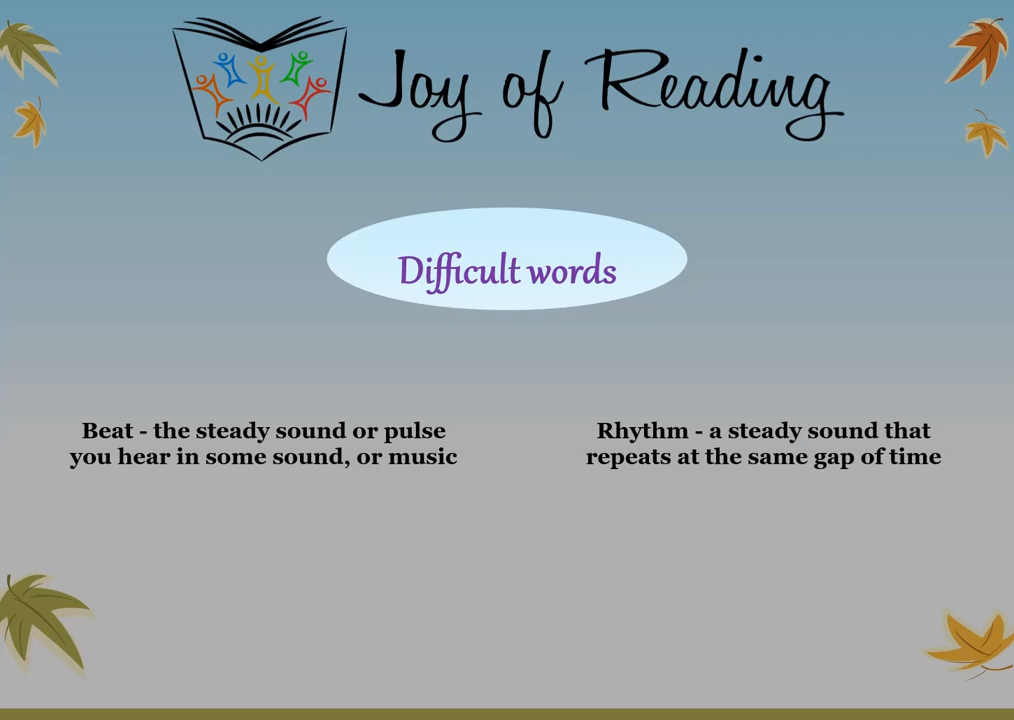 Joy of Reading
Difficult words
Beat - the steady sound or pulse
you hear in some sound, or music
Rhythm - a steady sound that
repeats at the same gap of time